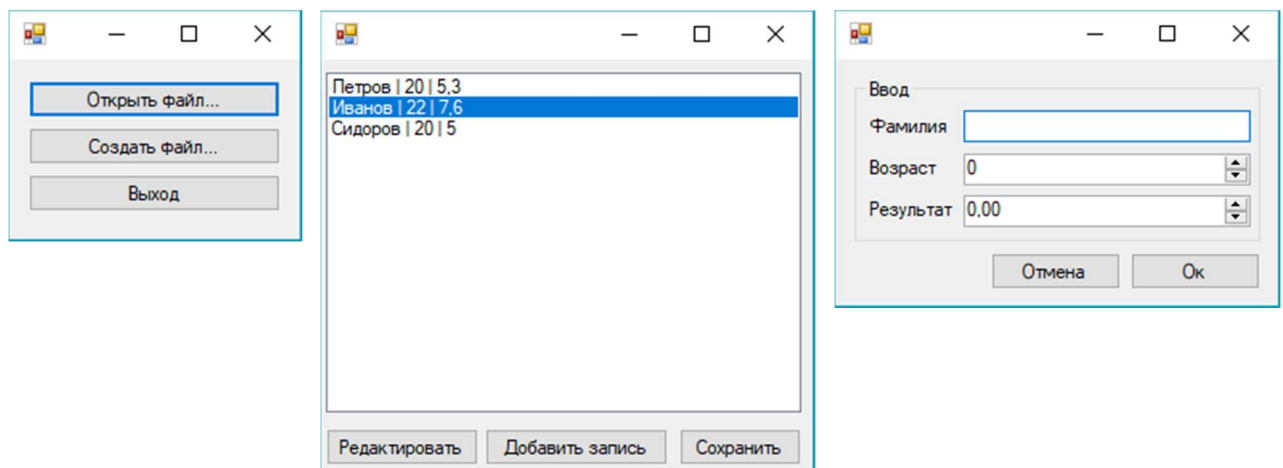 Открыть файл...
Создать файл...
Выход
Петров | 20 | 5,3
Иванов | 22 | 7,6
Сидоров | 20 | 5
Редактировать
Добавить запись
Сохранить
Ввод
Фамилия
Возраст 0
Результат 0,00
Отмена
Ок